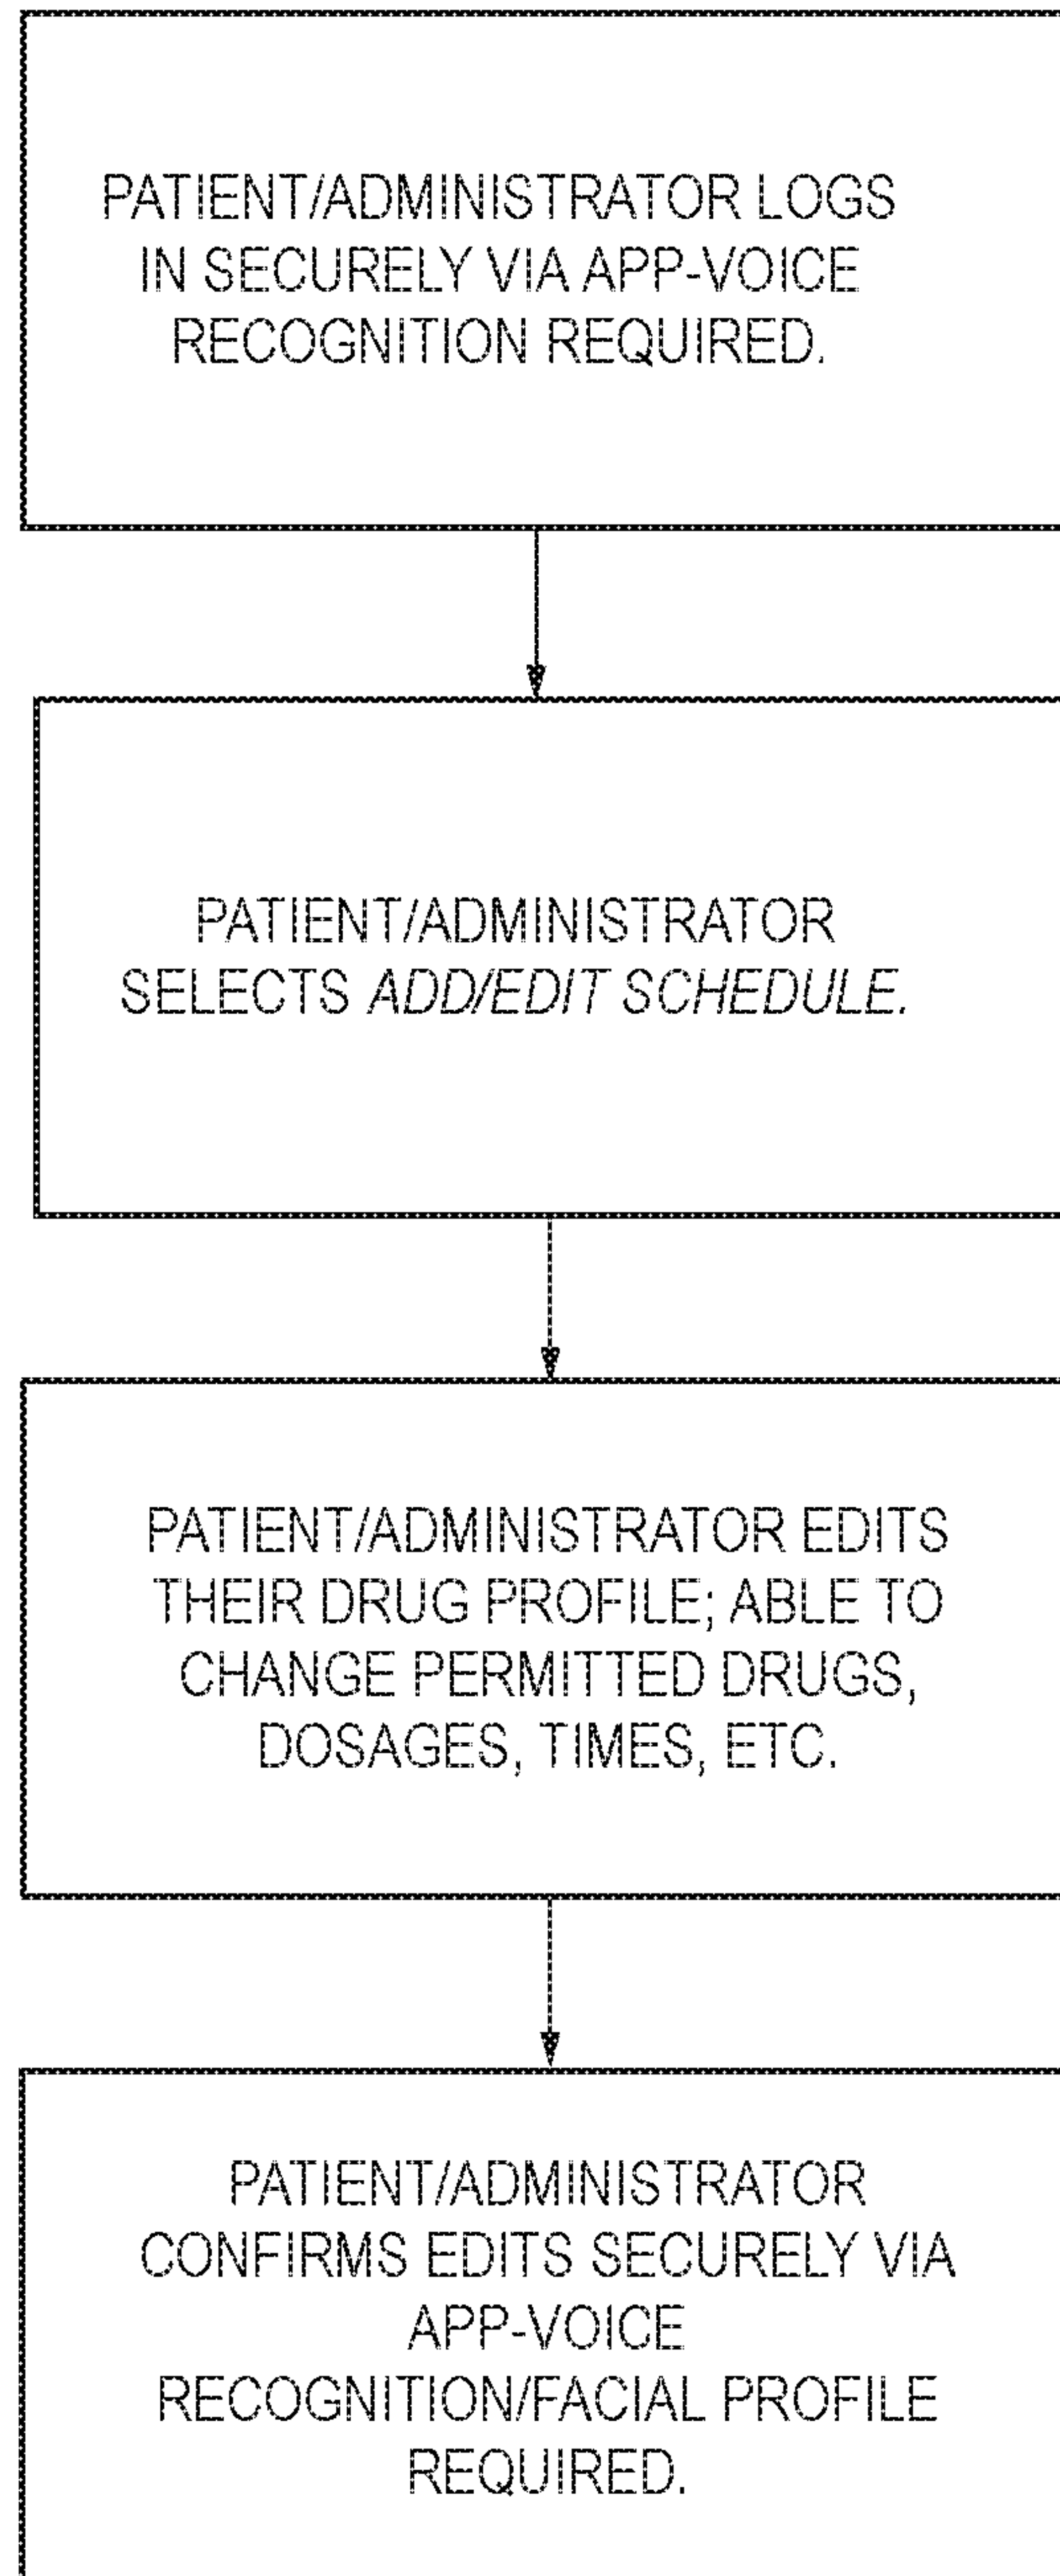 PATIENT/ADMINISTRATOR LOGS
IN SECURELY VIA APP-VOICE
RECOGNITION REQUIRED.
PATIENT/ADMINISTRATOR
SELECTS ADD/EDIT SCHEDULE.
PATIENT/ADMINISTRATOR EDITS
THEIR DRUG PROFILE; ABLE TO
CHANGE PERMITTED DRUGS,
DOSAGES, TIMES, ETC.
PATIENT/ADMINISTRATOR
CONFIRMS EDITS SECURELY VIA
APP-VOICE
RECOGNITION/FACIAL PROFILE
REQUIRED.